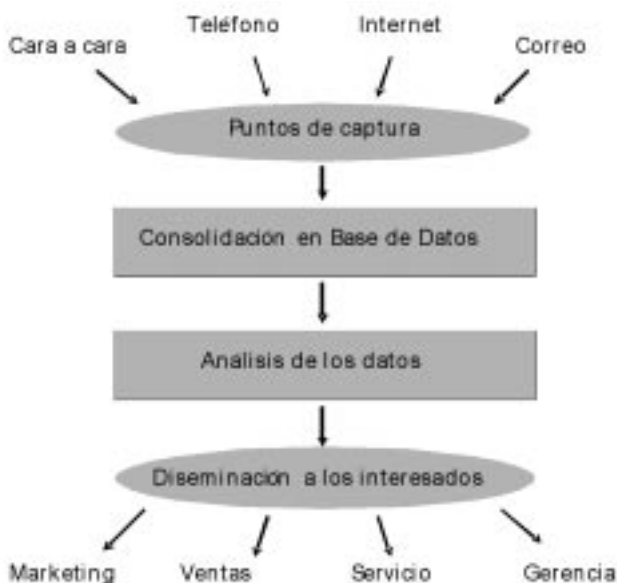 Cara a cara
Teléfono
Internet
Correo
Puntos de captura
Consolidación en Base de Datos
Análisis de los datos
Diseminación a los interesados
Marketing
Ventas
Servicio
Gerencia